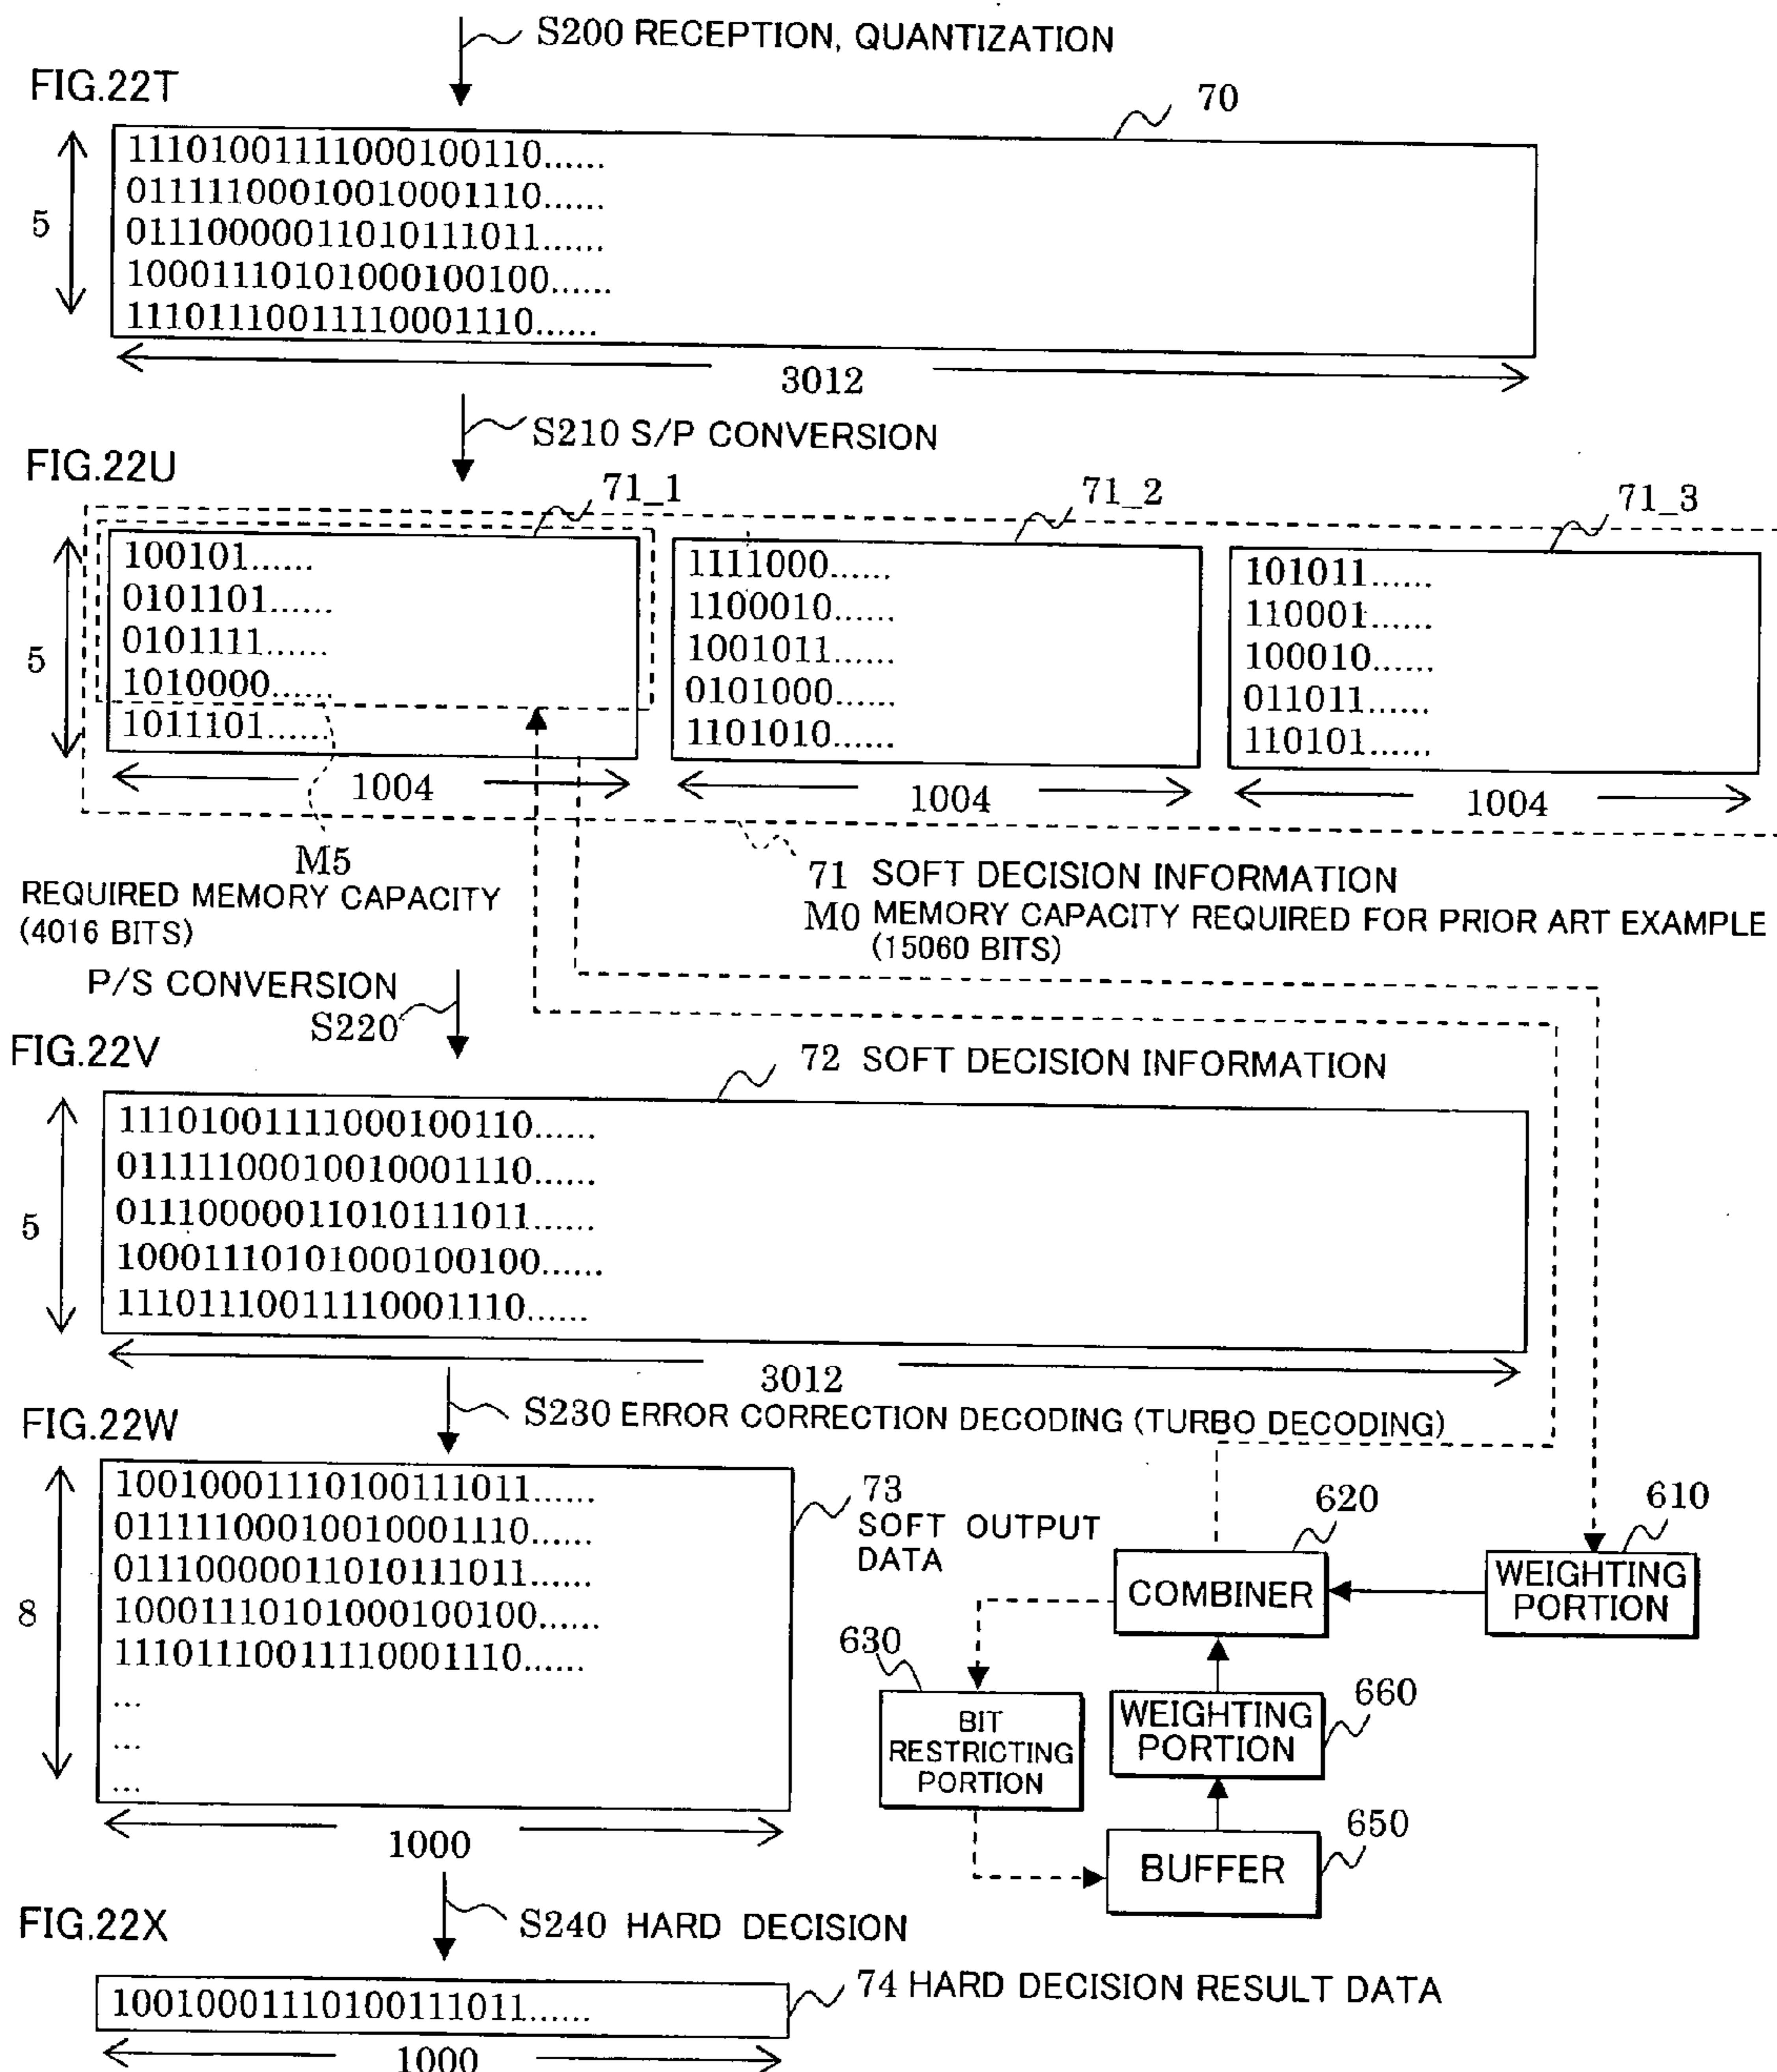 S200 RECEPTION, QUANTIZATION
FIG.22T
70
11101001111000100110......
01111100010010001110......
01110000011010111011......
10001110101000100100......
11101110011110001110......
5
3012
S210 S/P CONVERSION
FIG.22U
71_1
71_2
71_3
100101......
0101101......
0101111......
1010000......
1011101......
1111000......
1100010......
1001011......
0101000......
1101010......
101011......
110001......
100010......
011011......
110101......
5
1004
1004
1004
M5
REQUIRED MEMORY CAPACITY
(4016 BITS)
71 SOFT DECISION INFORMATION
M0 MEMORY CAPACITY REQUIRED FOR PRIOR ART EXAMPLE
(15060 BITS)
P/S CONVERSION
S220
FIG.22V
72 SOFT DECISION INFORMATION
11101001111000100110......
01111100010010001110......
01110000011010111011......
10001110101000100100......
11101110011110001110......
5
3012
S230 ERROR CORRECTION DECODING (TURBO DECODING)
FIG.22W
10010001110100111011......
01111100010010001110......
01110000011010111011......
10001110101000100100......
11101110011110001110......
...
...
...
8
1000
73
SOFT OUTPUT
DATA
620
COMBINER
610
WEIGHTING
PORTION
630
BIT
RESTRICTING
PORTION
660
WEIGHTING
PORTION
650
BUFFER
S240 HARD DECISION
FIG.22X
10010001110100111011......
74 HARD DECISION RESULT DATA
1000